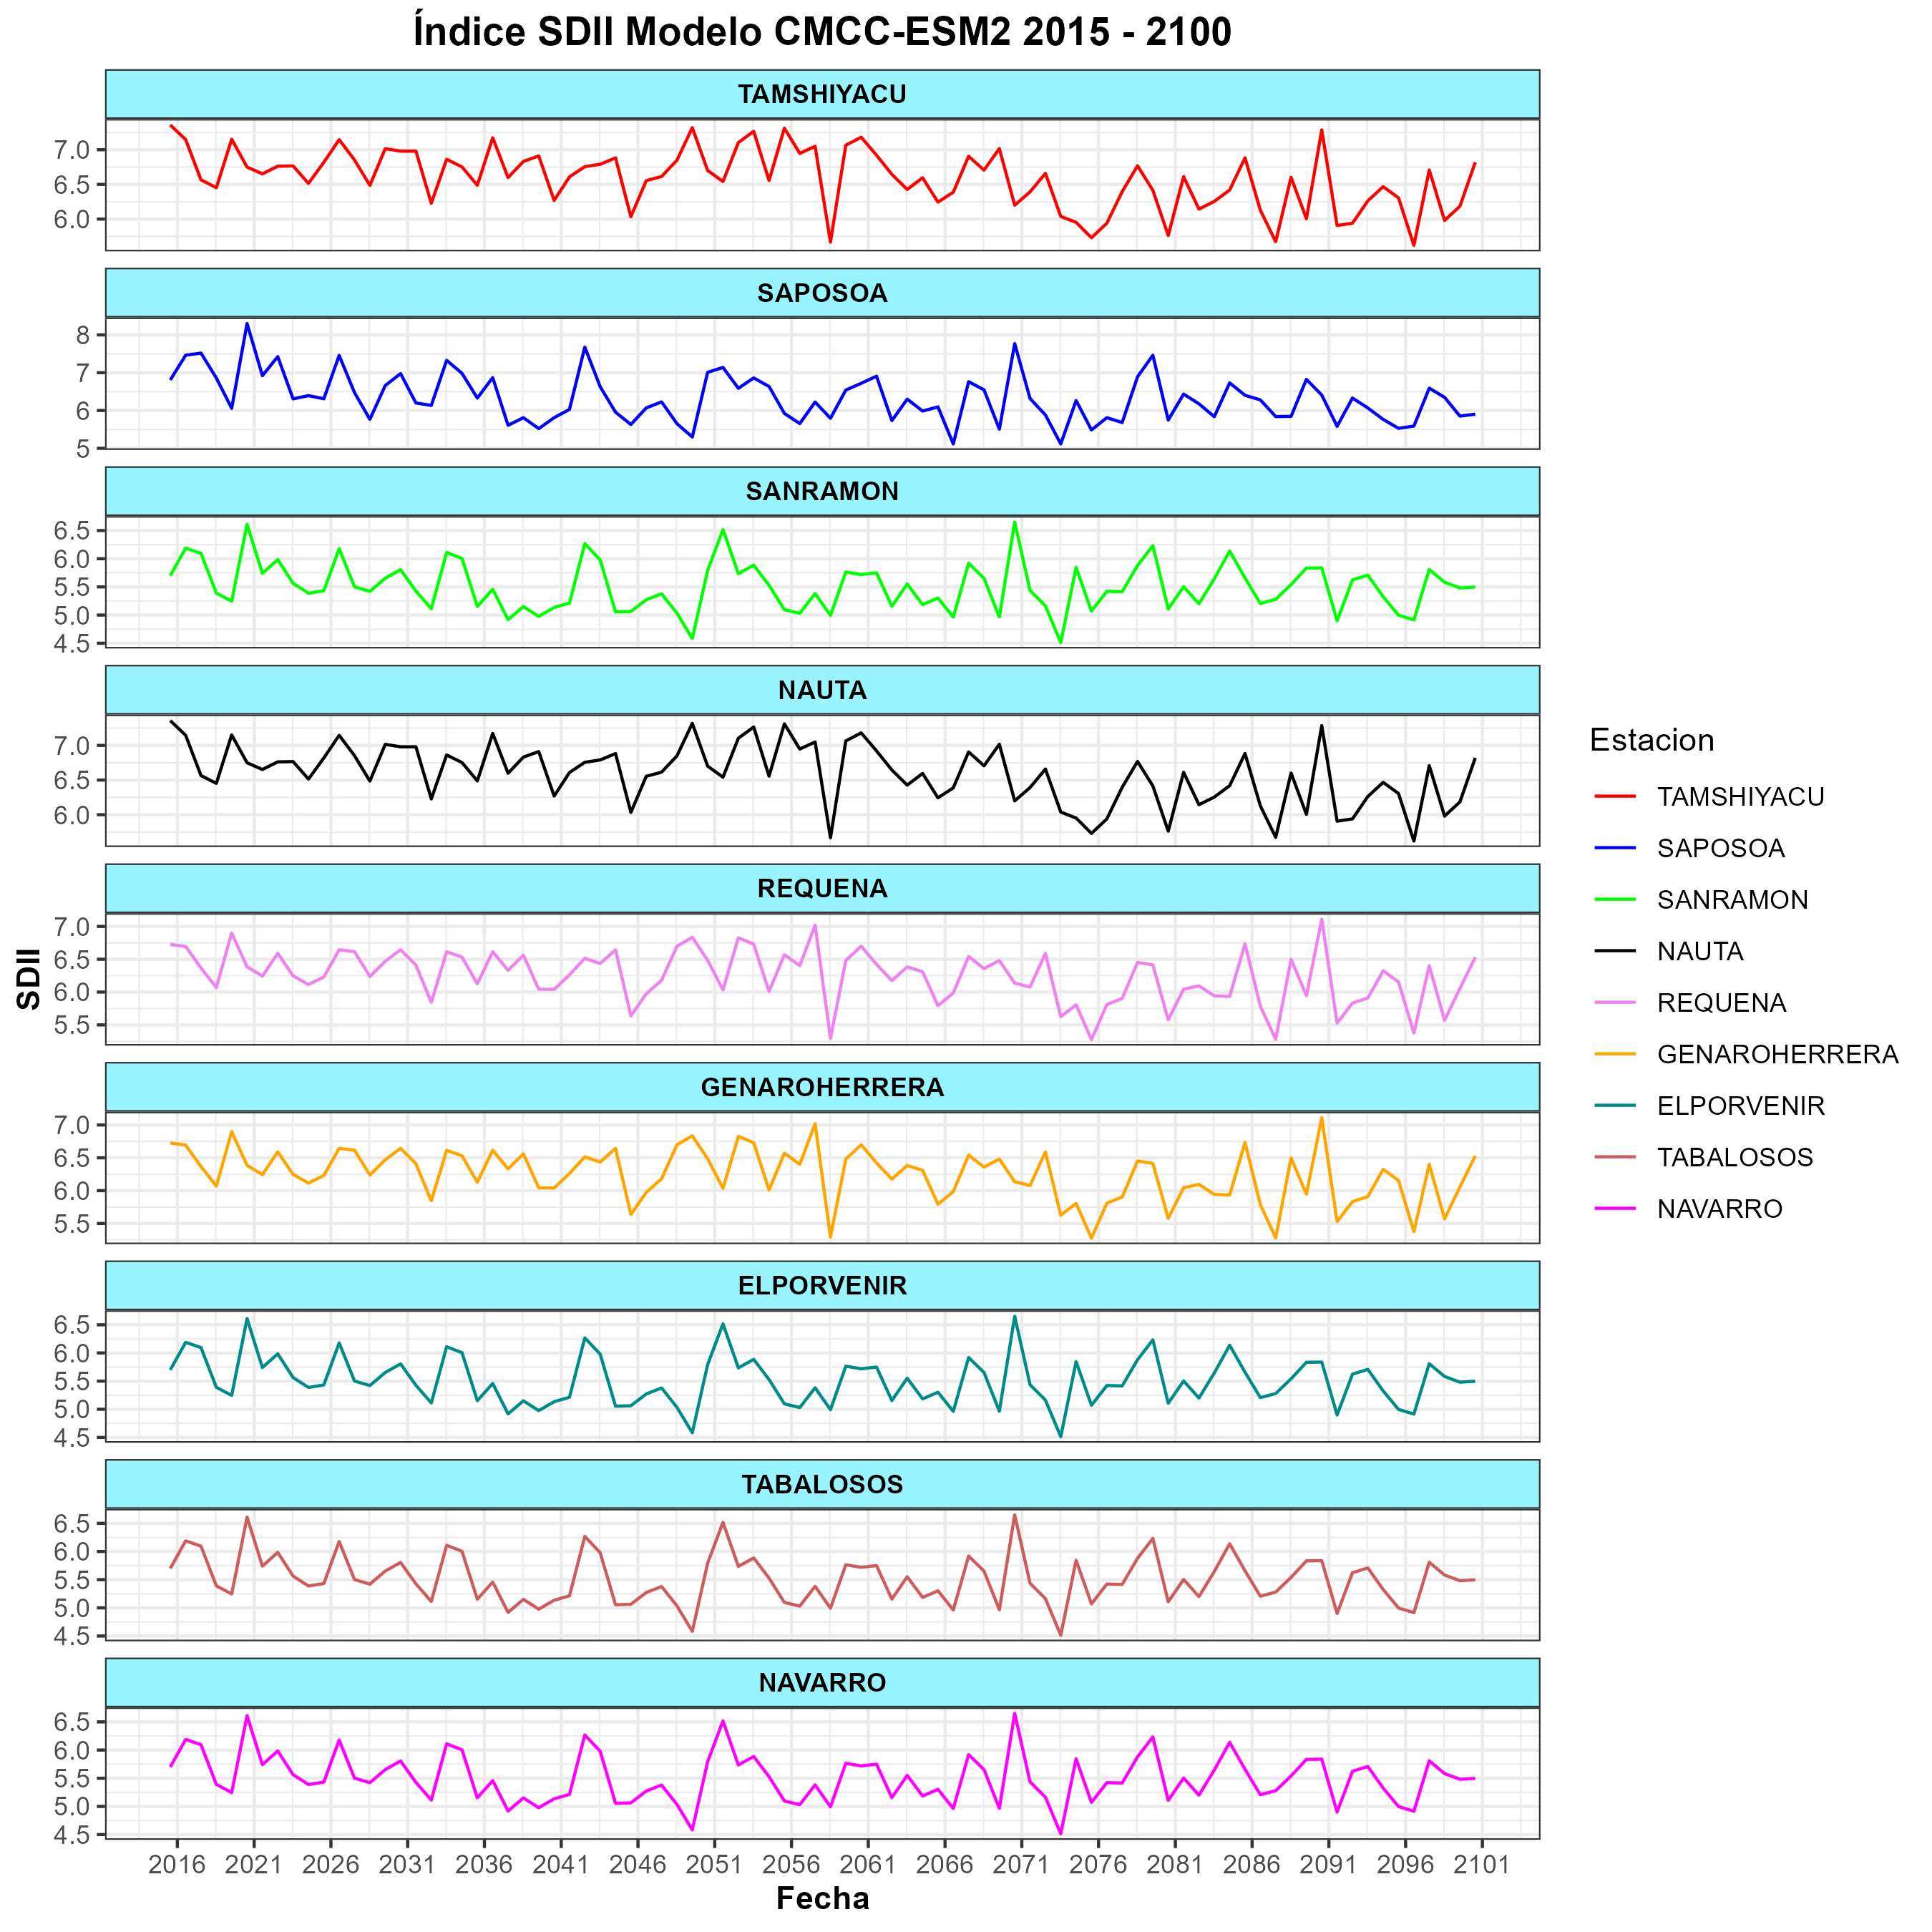 Índice SDII Modelo CMCC-ESM2 2015 - 2100
TAMSHIYACU
7.0
6.5
6.0
SAPOSOA
8
7
6
5
SANRAMON
6.5
6.0
5.5
5.0
4.5
NAUTA
7.0
6.5
6.0
REQUENA
7.0
6.5
6.0
5.5
GENAROHERRERA
7.0
6.5
6.0
5.5
ELPORVENIR
6.5
6.0
5.5
5.0
4.5
TABALOSOS
6.5
6.0
5.5
5.0
4.5
NAVARRO
6.5
6.0
5.5
5.0
4.5
2016 2021 2026 2031 2036 2041 2046 2051 2056 2061 2066 2071 2076 2081 2086 2091 2096 2101
Fecha
SDII
Estacion
TAMSHIYACU
SAPOSOA
SANRAMON
NAUTA
REQUENA
GENAROHERRERA
ELPORVENIR
TABALOSOS
NAVARRO